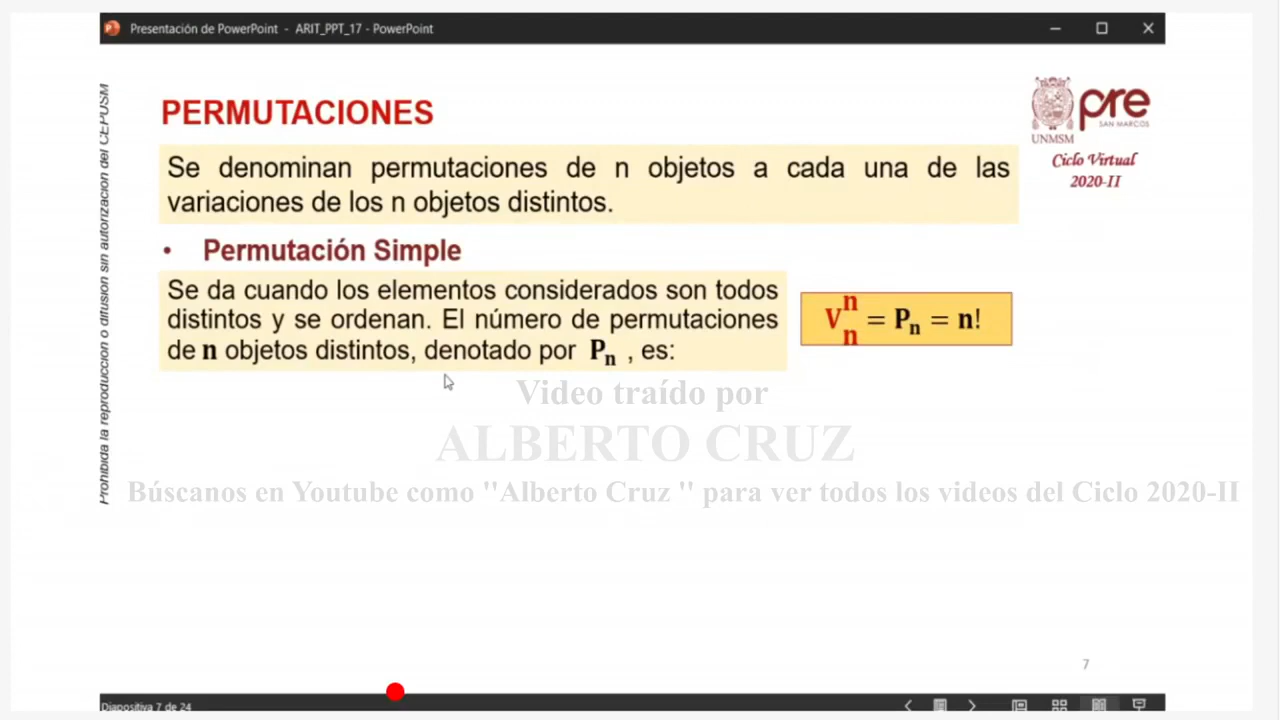 Presentación de PowerPoint - ARIT_PPT_17 - PowerPoint
Prohibida la reproduccion o difusion sin autorizacion del CEPUSM
PERMUTACIONES
pre
SAN MARCOS
UNMSM
Ciclo Virtual
2020-II
Se denominan permutaciones de n objetos a cada una de las
variaciones de los n objetos distintos.
• Permutación Simple
Se da cuando los elementos considerados son todos
distintos y se ordenan. El número de permutaciones
de n objetos distintos, denotado por Pₙ , es:
Vₙⁿ = Pₙ = n!
Video traído por
ALBERTO CRUZ
Búscanos en Youtube como ''Alberto Cruz '' para ver todos los videos del Ciclo 2020-II
7
Diapositiva 7 de 24